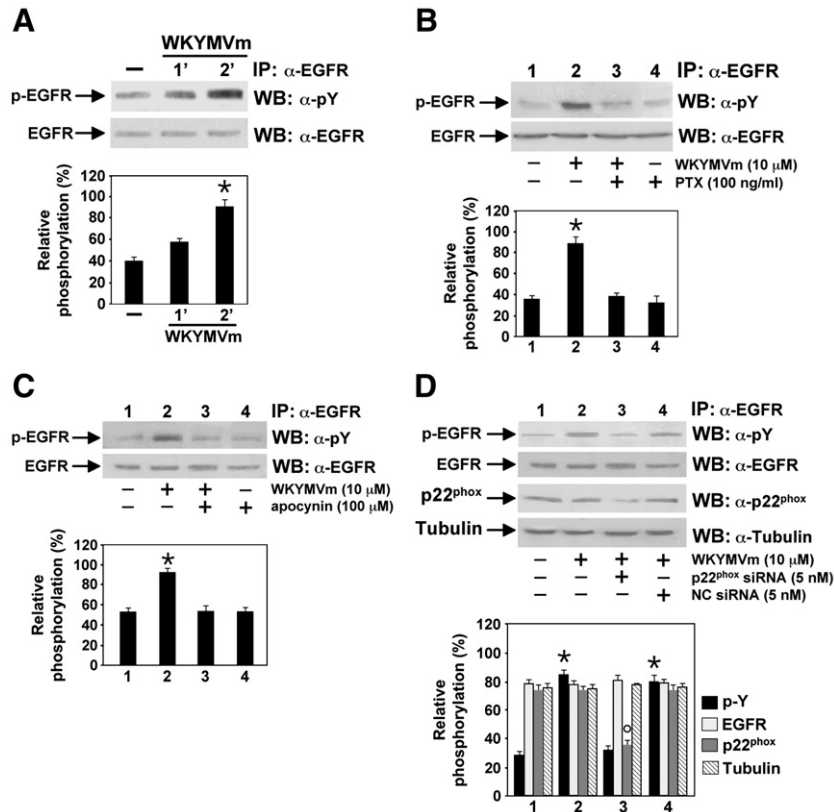 A
WKYMVm
– 1’ 2’ IP: α-EGFR
p-EGFR WB: α-pY
EGFR WB: α-EGFR
Relative phosphorylation (%)
120
100
80
60
40
20
0
*
– 1’ 2’
WKYMVm
B
1 2 3 4 IP: α-EGFR
p-EGFR WB: α-pY
EGFR WB: α-EGFR
– + + – WKYMVm (10 μM)
– – + + PTX (100 ng/ml)
Relative phosphorylation (%)
120
100
80
60
40
20
0
*
1 2 3 4
C
1 2 3 4 IP: α-EGFR
p-EGFR WB: α-pY
EGFR WB: α-EGFR
– + + – WKYMVm (10 μM)
– – + + apocynin (100 μM)
Relative phosphorylation (%)
120
100
80
60
40
20
0
*
1 2 3 4
D
1 2 3 4 IP: α-EGFR
p-EGFR WB: α-pY
EGFR WB: α-EGFR
p22phox WB: α-p22phox
Tubulin WB: α-Tubulin
– + + + WKYMVm (10 μM)
– – + – p22phox siRNA (5 nM)
– – – + NC siRNA (5 nM)
Relative phosphorylation (%)
120
100
80
60
40
20
0
* ° *
1 2 3 4
p-Y
EGFR
p22phox
Tubulin